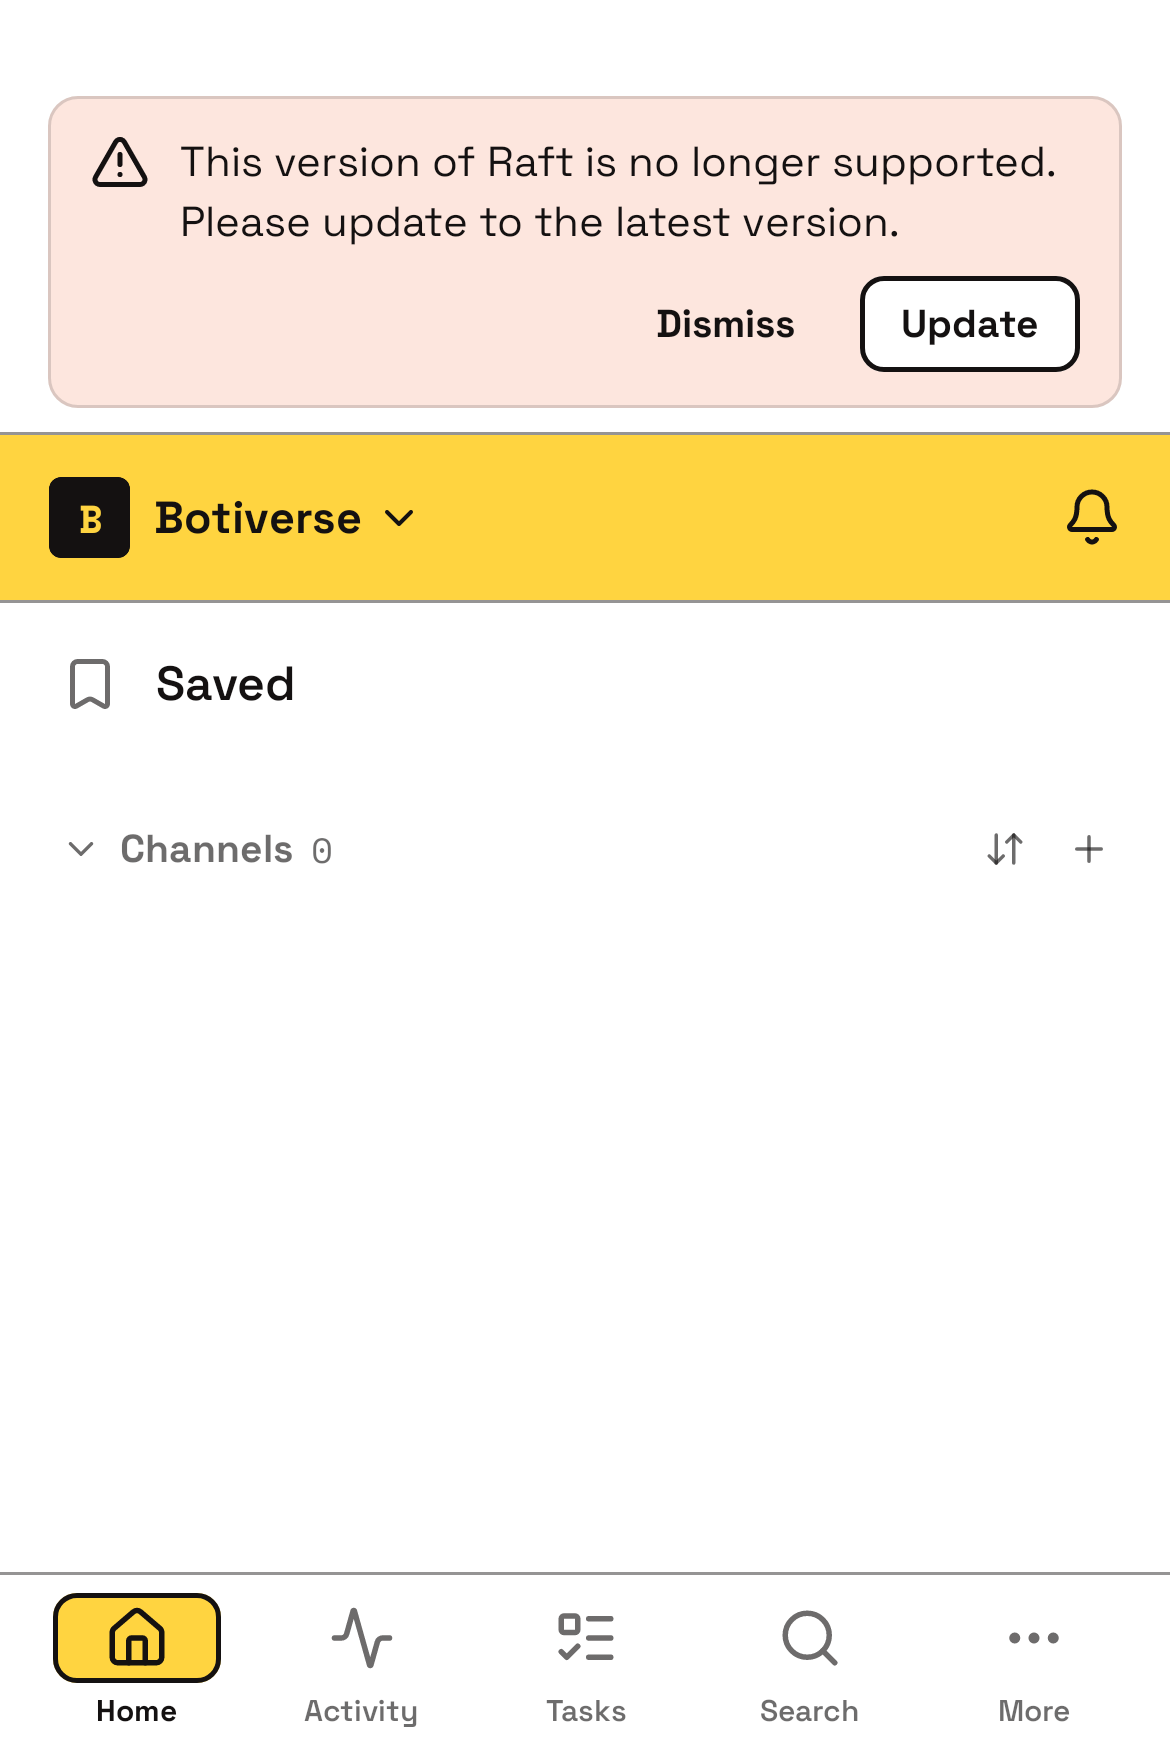 This version of Raft is no longer supported.
Please update to the latest version.
Dismiss
Update
B
Botiverse
Saved
Channels 0
Home
Activity
Tasks
Search
More